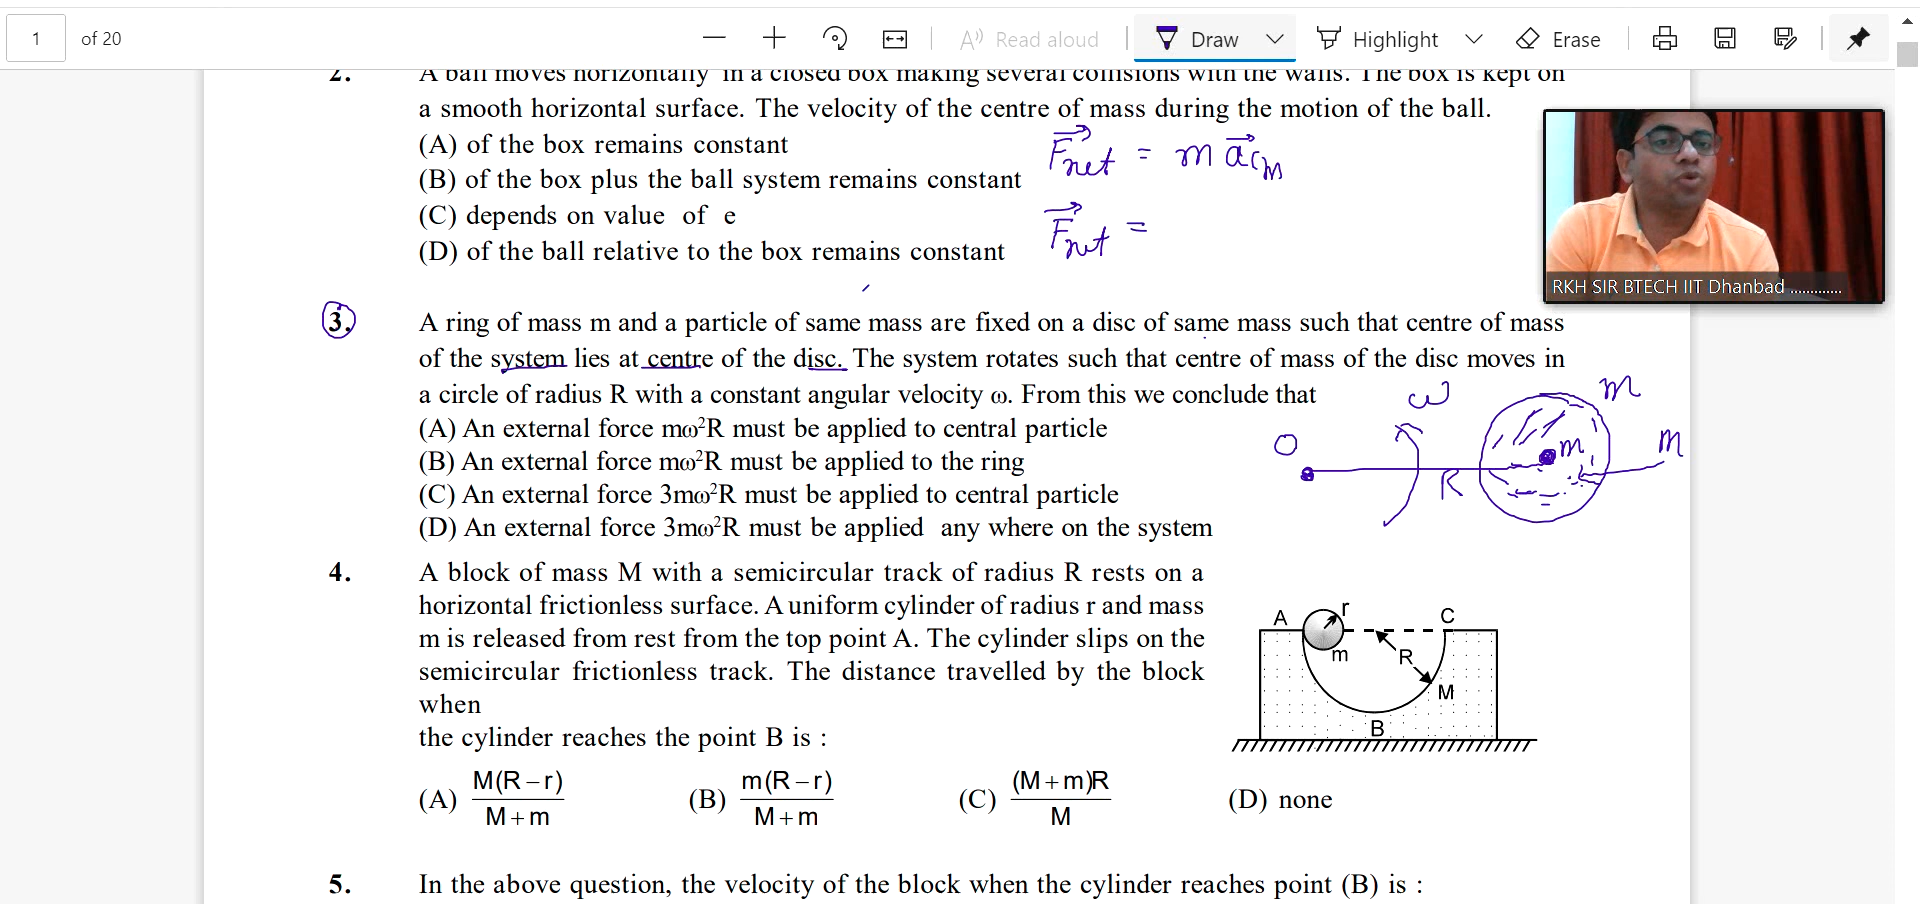 1 of 20 Read aloud Draw Highlight Erase
2. A ball moves horizontally in a closed box making several collisions with the walls. The box is kept on
a smooth horizontal surface. The velocity of the centre of mass during the motion of the ball.
(A) of the box remains constant
(B) of the box plus the ball system remains constant
(C) depends on value of e
(D) of the ball relative to the box remains constant
Fnet = m acm
Fnet =
RKH SIR BTECH IIT Dhanbad .............
3. A ring of mass m and a particle of same mass are fixed on a disc of same mass such that centre of mass
of the system lies at centre of the disc. The system rotates such that centre of mass of the disc moves in
a circle of radius R with a constant angular velocity ω. From this we conclude that
(A) An external force mω²R must be applied to central particle
(B) An external force mω²R must be applied to the ring
(C) An external force 3mω²R must be applied to central particle
(D) An external force 3mω²R must be applied any where on the system
ω m
O m m
R
4. A block of mass M with a semicircular track of radius R rests on a
horizontal frictionless surface. A uniform cylinder of radius r and mass
m is released from rest from the top point A. The cylinder slips on the
semicircular frictionless track. The distance travelled by the block
when
the cylinder reaches the point B is :
A r C
m R
M
B
(A) M(R – r) / M + m (B) m(R – r) / M + m (C) (M + m)R / M (D) none
5. In the above question, the velocity of the block when the cylinder reaches point (B) is :